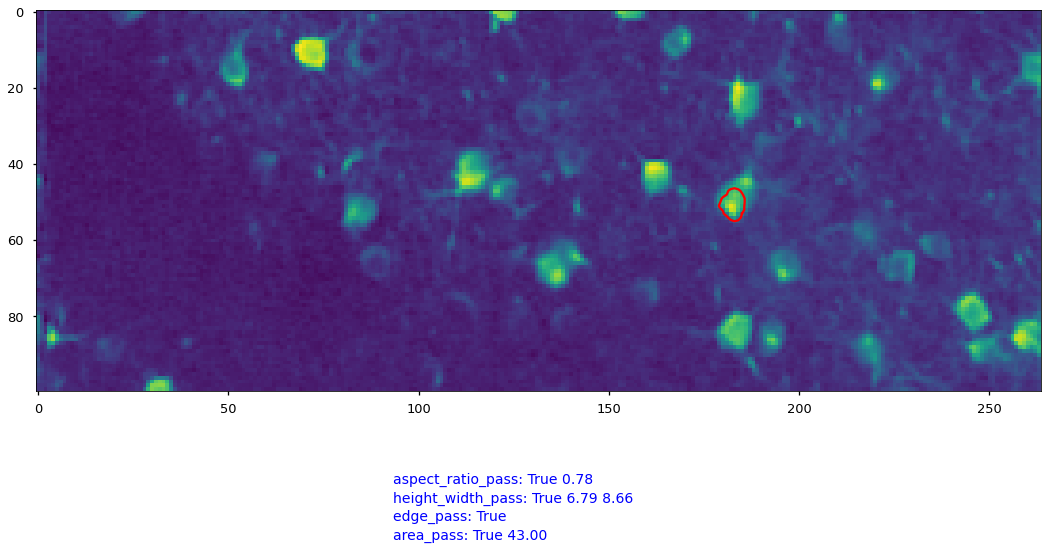 0
20
40
60
80
0 50 100 150 200 250
aspect_ratio_pass: True 0.78
height_width_pass: True 6.79 8.66
edge_pass: True
area_pass: True 43.00